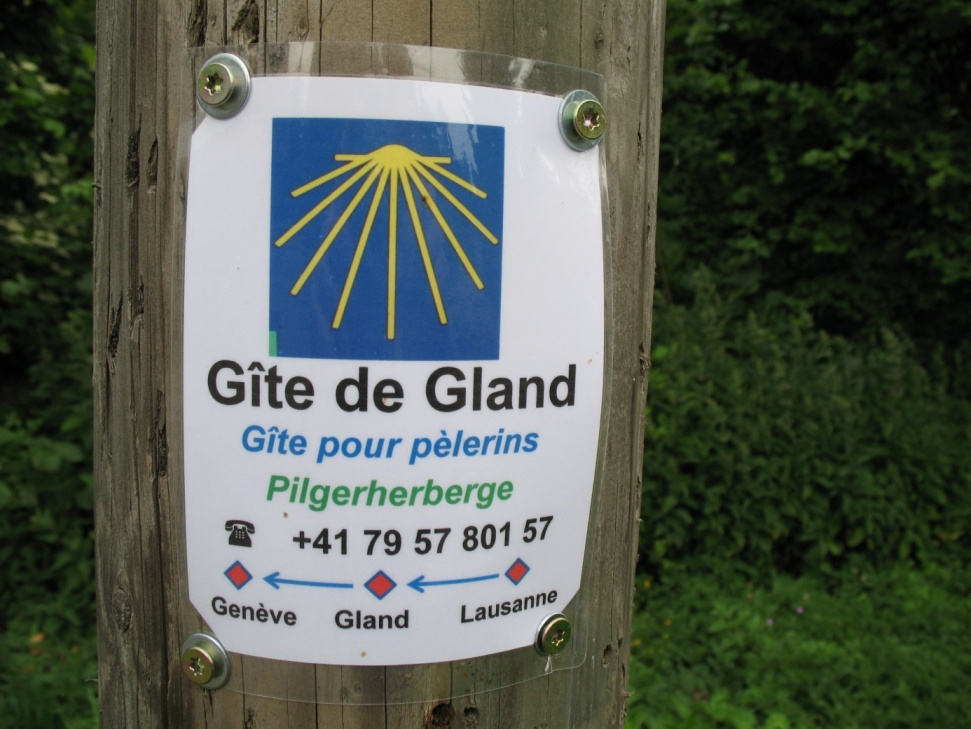 Gîte de Gland
Gîte pour pèlerins
Pilgerherberge
☎ +41 79 57 801 57
Genève Gland Lausanne